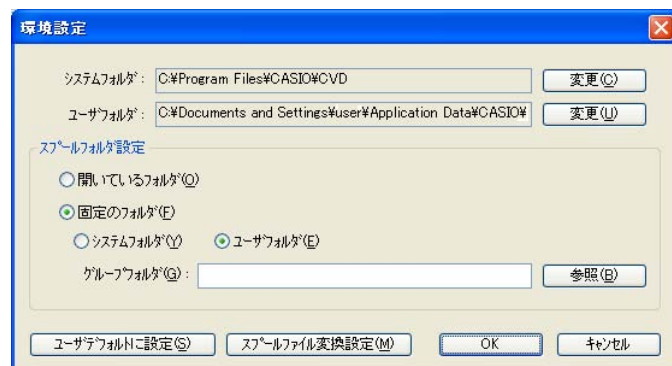 環境設定
ｼｽﾃﾑﾌｫﾙﾀﾞ: C:¥Program Files¥CASIO¥CVD 変更(C)
ﾕｰｻﾞﾌｫﾙﾀﾞ: C:¥Documents and Settings¥user¥Application Data¥CASIO¥ 変更(U)
ｽﾌﾟｰﾙﾌｫﾙﾀﾞ設定
開いているﾌｫﾙﾀﾞ(O)
固定のﾌｫﾙﾀﾞ(F)
ｼｽﾃﾑﾌｫﾙﾀﾞ(Y) ﾕｰｻﾞﾌｫﾙﾀﾞ(E)
ｸﾞﾙｰﾌﾟﾌｫﾙﾀﾞ(G): 参照(B)
ﾕｰｻﾞﾃﾞﾌｫﾙﾄに設定(S) ｽﾌﾟｰﾙﾌｧｲﾙ変換設定(M) OK ｷｬﾝｾﾙ